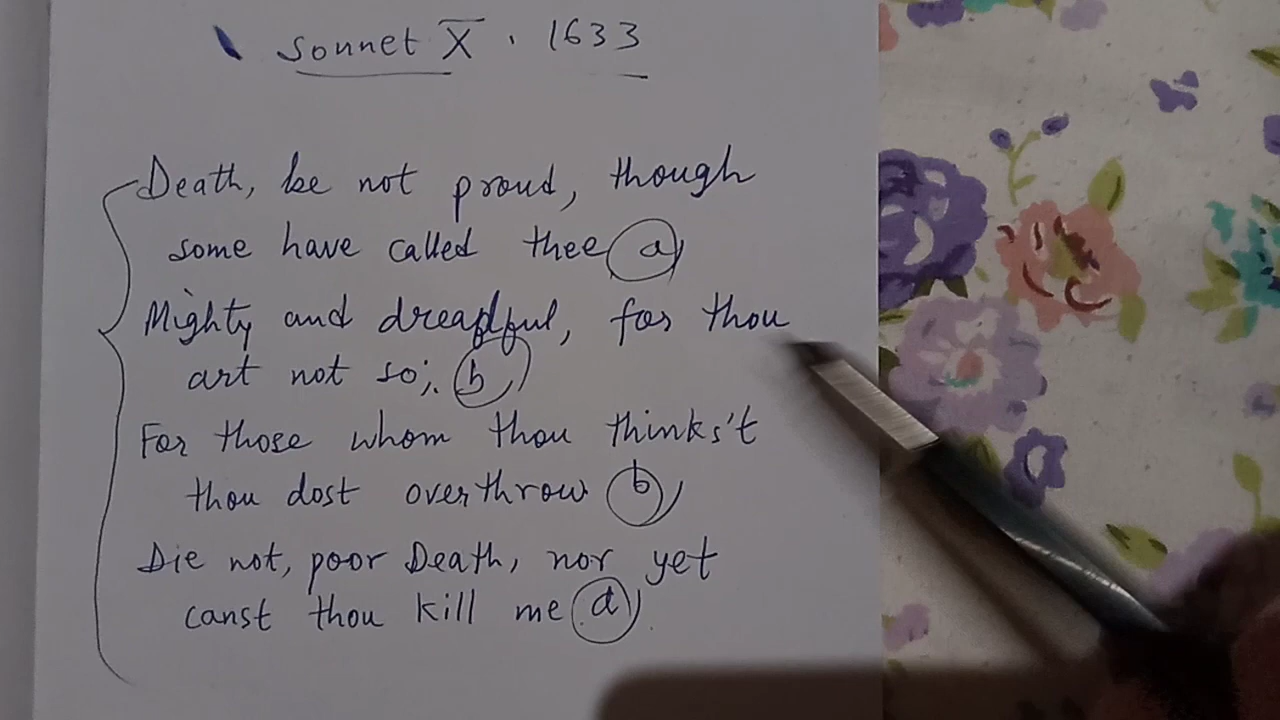 Sonnet X. 1633
Death, be not proud, though
some have called thee (a)
Mighty and dreadful, for thou
art not so; (b)
For those whom thou thinks't
thou dost overthrow (b)
Die not, poor Death, nor yet
canst thou kill me (a)